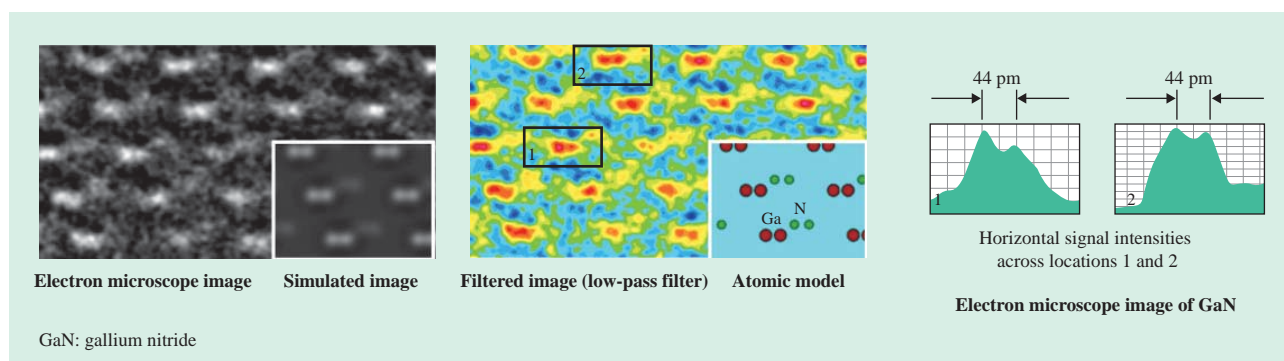 2
1
Ga
N
Electron microscope image
Simulated image
Filtered image (low-pass filter)
Atomic model
44 pm
44 pm
1
2
Horizontal signal intensities
across locations 1 and 2
Electron microscope image of GaN
GaN: gallium nitride